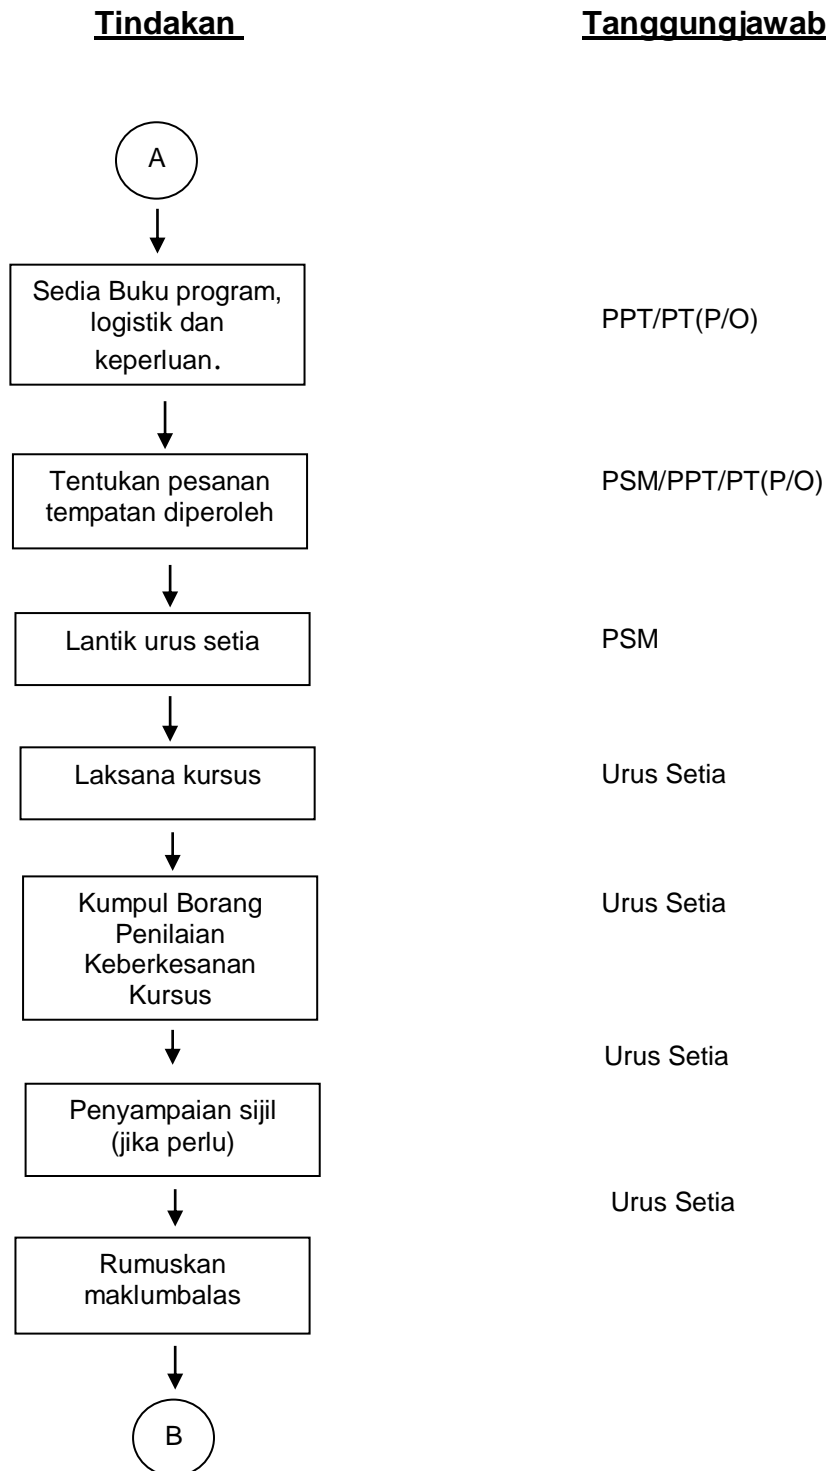 Tindakan Tanggungjawab
A
Sedia Buku program,
logistik dan
keperluan.
PPT/PT(P/O)
Tentukan pesanan
tempatan diperoleh
PSM/PPT/PT(P/O)
Lantik urus setia
PSM
Laksana kursus
Urus Setia
Kumpul Borang
Penilaian
Keberkesanan
Kursus
Urus Setia
Penyampaian sijil
(jika perlu)
Urus Setia
Rumuskan
maklumbalas
Urus Setia
B